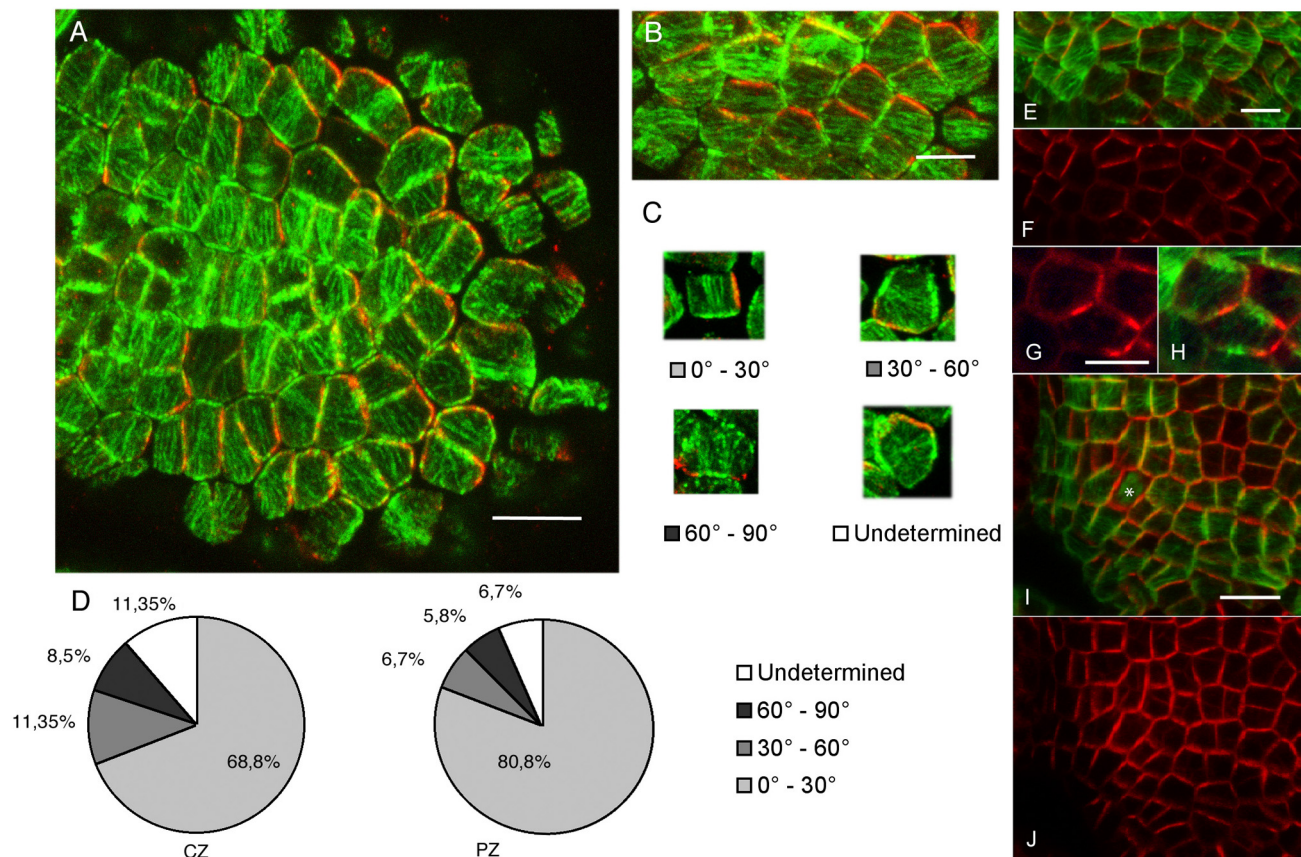 A
B
C
0° - 30°
30° - 60°
60° - 90°
Undetermined
D
11,35%
8,5%
11,35%
68,8%
CZ
6,7%
5,8%
6,7%
80,8%
PZ
Undetermined
60° - 90°
30° - 60°
0° - 30°
E
F
G
H
*
I
J